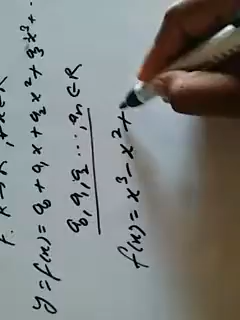 f: R → R, ∀x∈R
y = f(x) = a₀ + a₁x + a₂x² + a₃x³ + ..
a₀, a₁, a₂ ..., aₙ ∈ R
f(x) = x³ - x² +